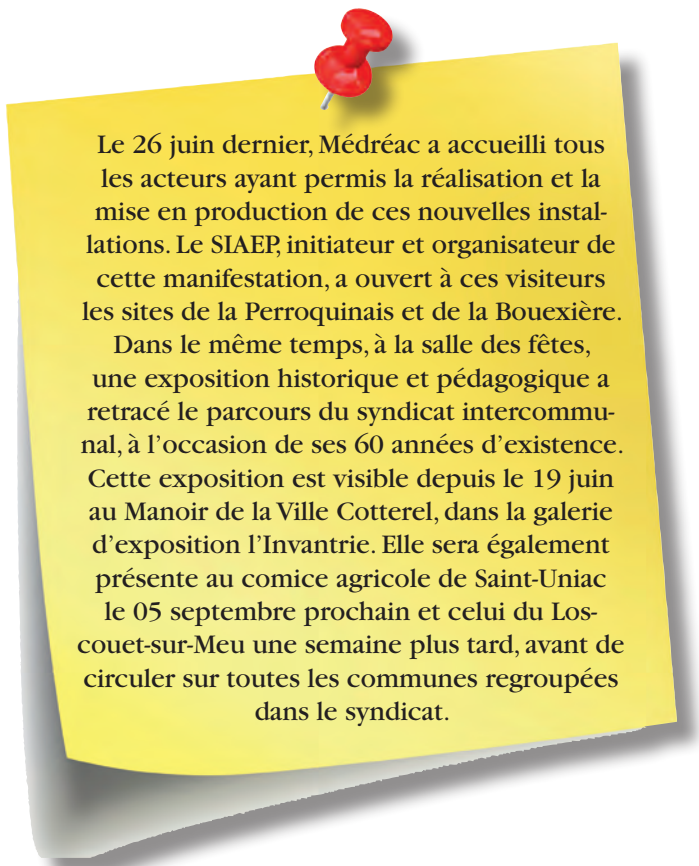 Le 26 juin dernier, Médréac a accueilli tous
les acteurs ayant permis la réalisation et la
mise en production de ces nouvelles instal-
lations. Le SIAEP, initiateur et organisateur de
cette manifestation, a ouvert à ces visiteurs
les sites de la Perroquinais et de la Bouexière.
Dans le même temps, à la salle des fêtes,
une exposition historique et pédagogique a
retracé le parcours du syndicat intercommu-
nal, à l'occasion de ses 60 années d'existence.
Cette exposition est visible depuis le 19 juin
au Manoir de la Ville Cotterel, dans la galerie
d'exposition l'Invantrie. Elle sera également
présente au comice agricole de Saint-Uniac
le 05 septembre prochain et celui du Los-
couet-sur-Meu une semaine plus tard, avant de
circuler sur toutes les communes regroupées
dans le syndicat.